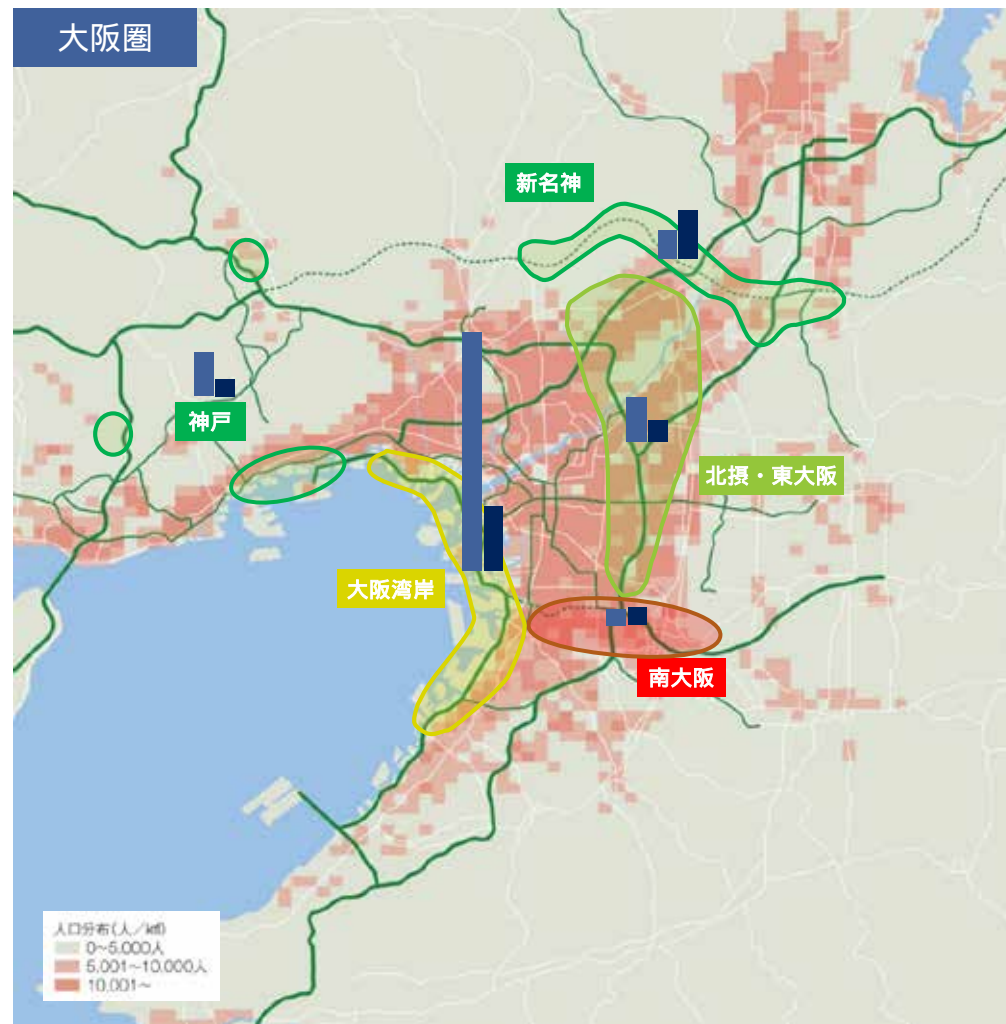 大阪圏
新名神
神戸
北摂・東大阪
大阪湾岸
南大阪
人口分布(人/㎢)
0~5,000人
5,001~10,000人
10,001~